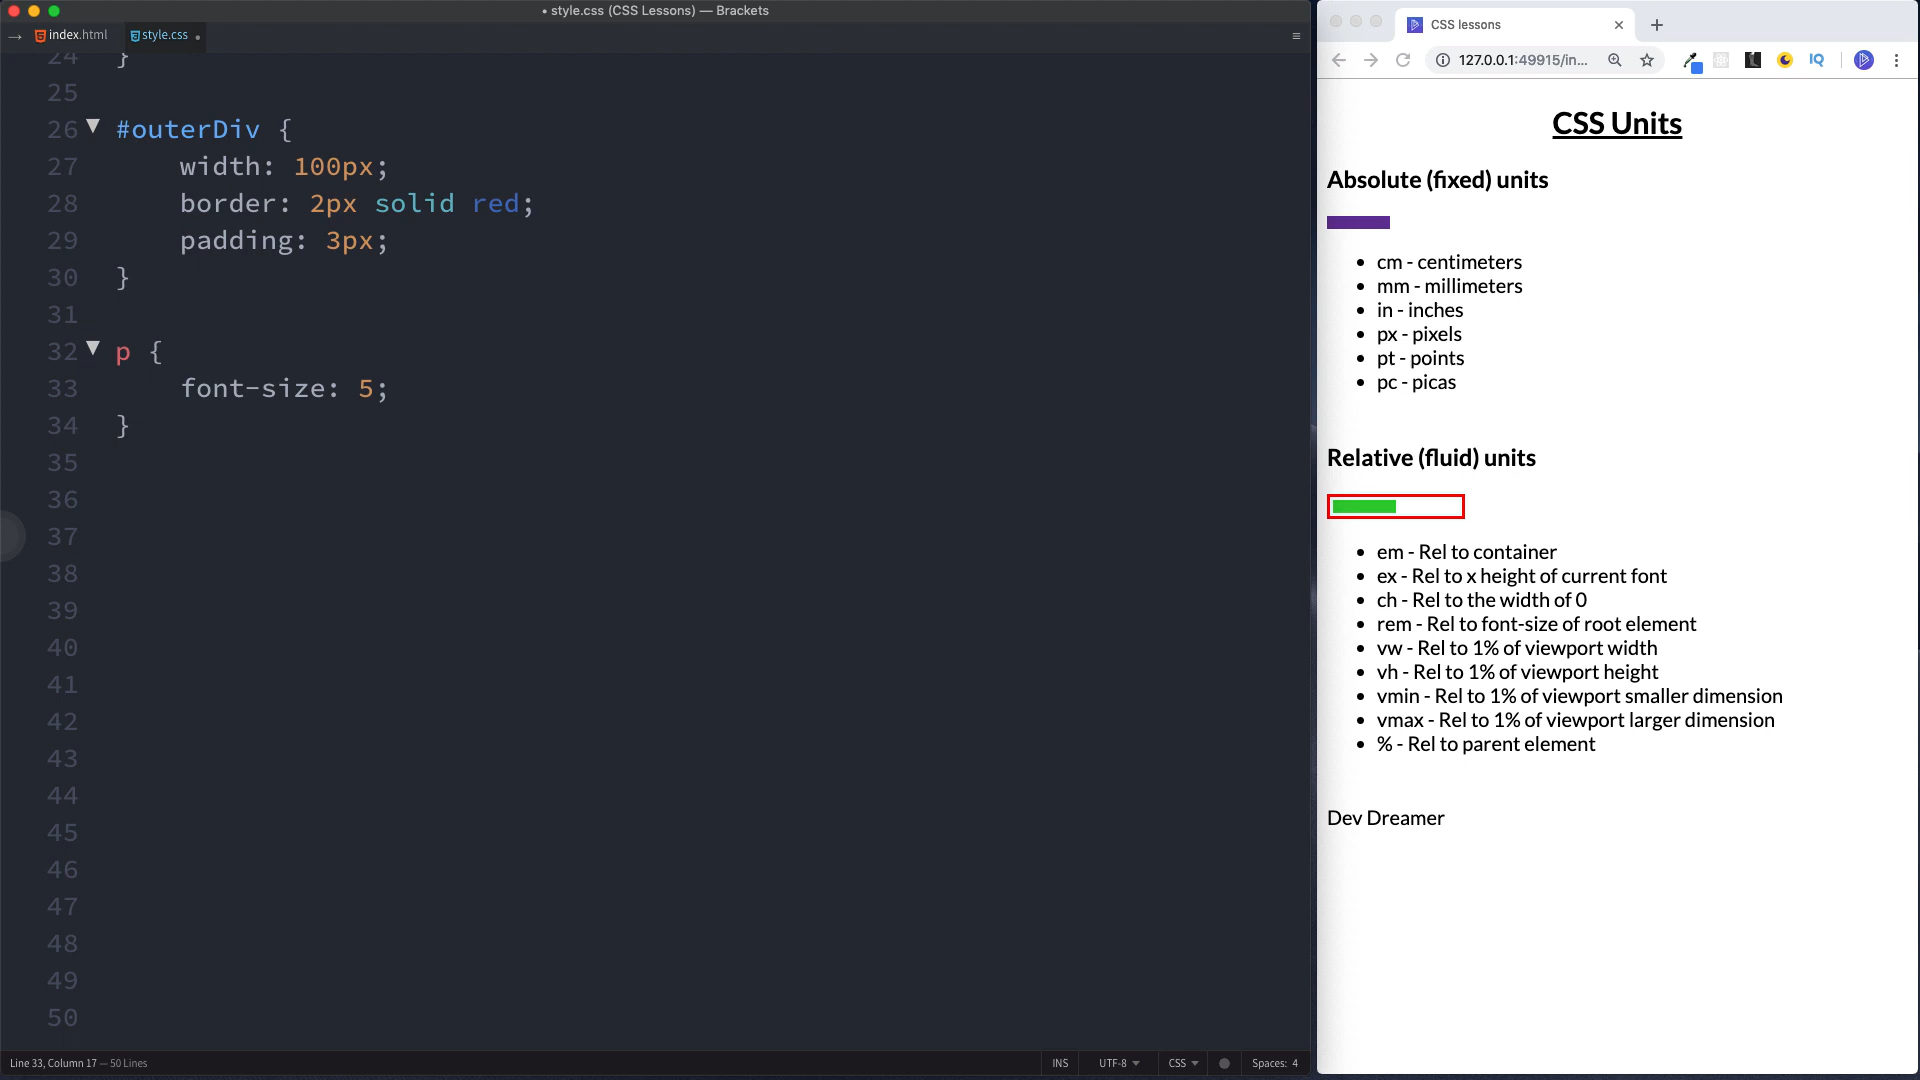 • style.css (CSS Lessons) — Brackets
→ index.html style.css •
24 }
25
26 ▼ #outerDiv {
27 width: 100px;
28 border: 2px solid red;
29 padding: 3px;
30 }
31
32 ▼ p {
33 font-size: 5;
34 }
35
36
37
38
39
40
41
42
43
44
45
46
47
48
49
50
Line 33, Column 17 — 50 Lines
INS UTF-8 CSS Spaces: 4
CSS lessons
127.0.0.1:49915/in...
IQ
CSS Units
Absolute (fixed) units
• cm - centimeters
• mm - millimeters
• in - inches
• px - pixels
• pt - points
• pc - picas
Relative (fluid) units
• em - Rel to container
• ex - Rel to x height of current font
• ch - Rel to the width of 0
• rem - Rel to font-size of root element
• vw - Rel to 1% of viewport width
• vh - Rel to 1% of viewport height
• vmin - Rel to 1% of viewport smaller dimension
• vmax - Rel to 1% of viewport larger dimension
• % - Rel to parent element
Dev Dreamer